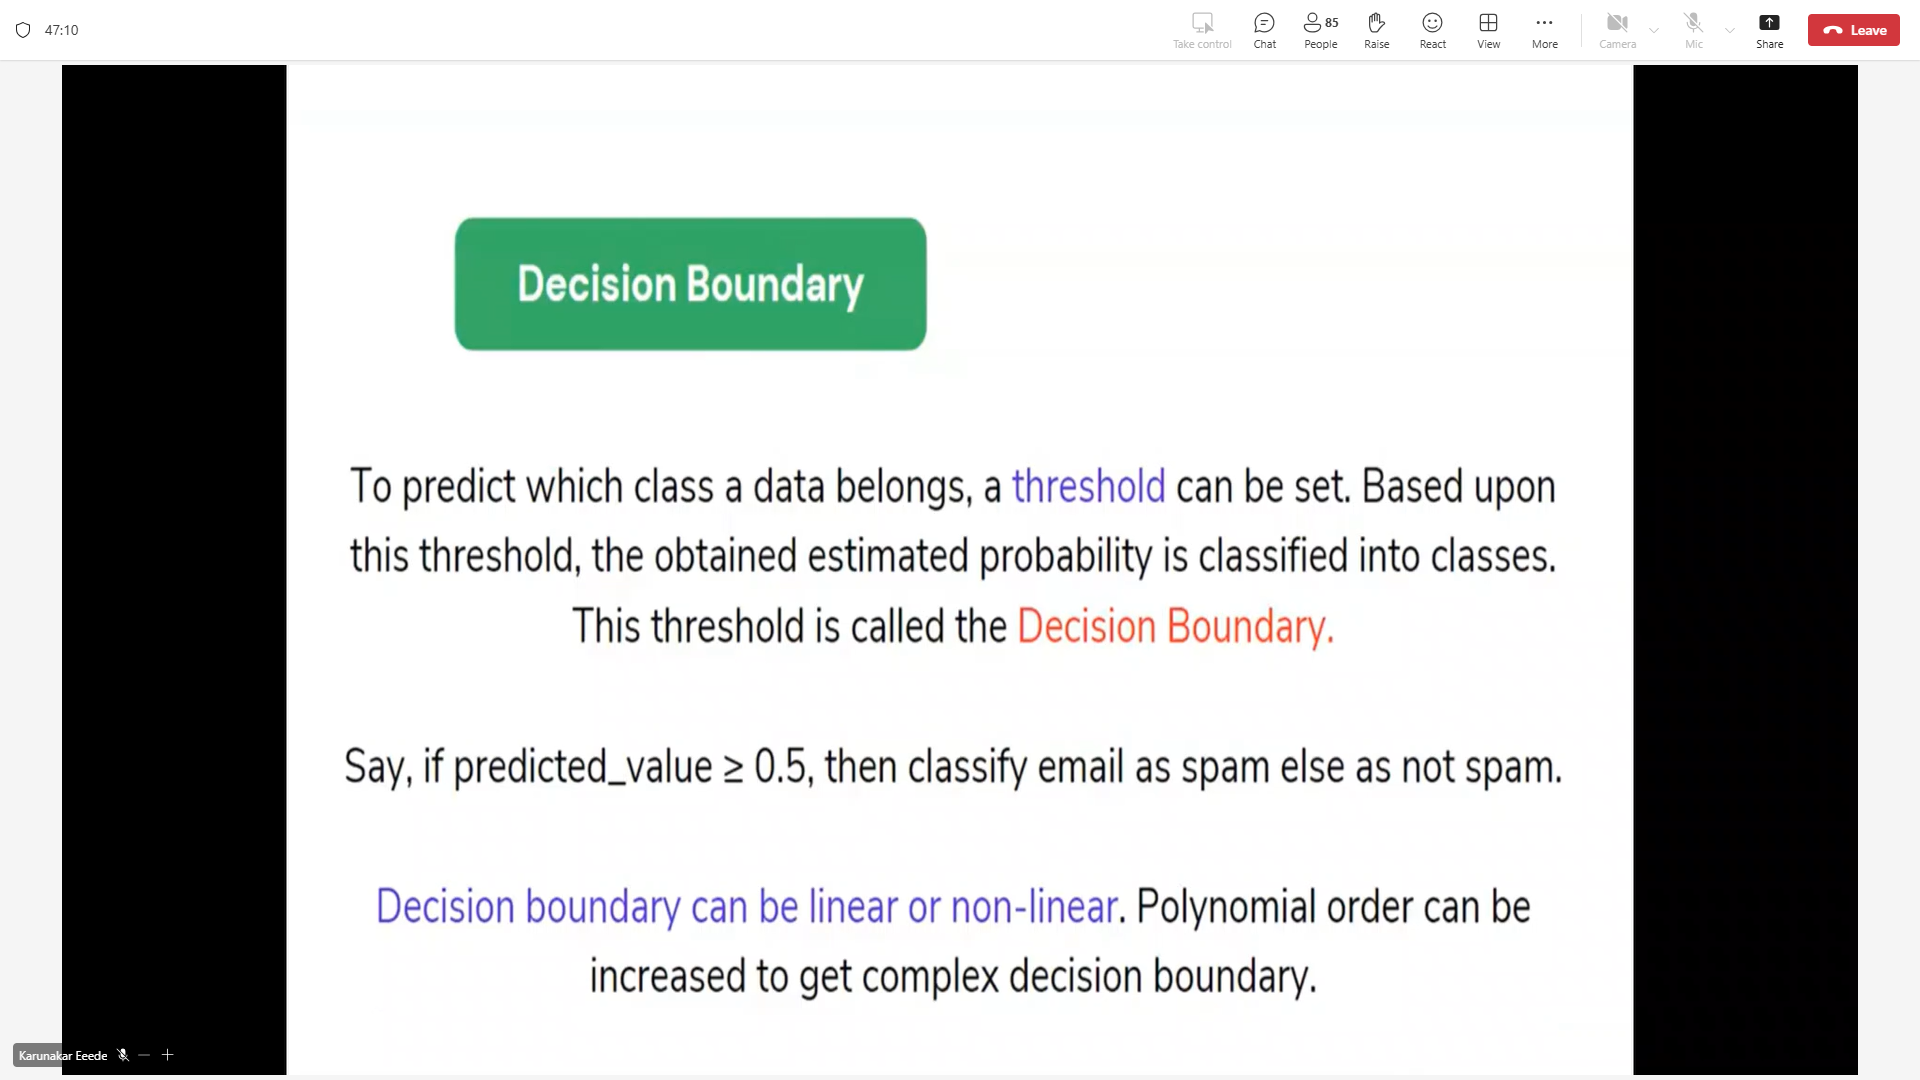 47:10
Take control
Chat
85
People
Raise
React
View
More
Camera
Mic
Share
Leave
Decision Boundary
To predict which class a data belongs, a threshold can be set. Based upon
this threshold, the obtained estimated probability is classified into classes.
This threshold is called the Decision Boundary.
Say, if predicted_value ≥ 0.5, then classify email as spam else as not spam.
Decision boundary can be linear or non-linear. Polynomial order can be
increased to get complex decision boundary.
Karunakar Eeede